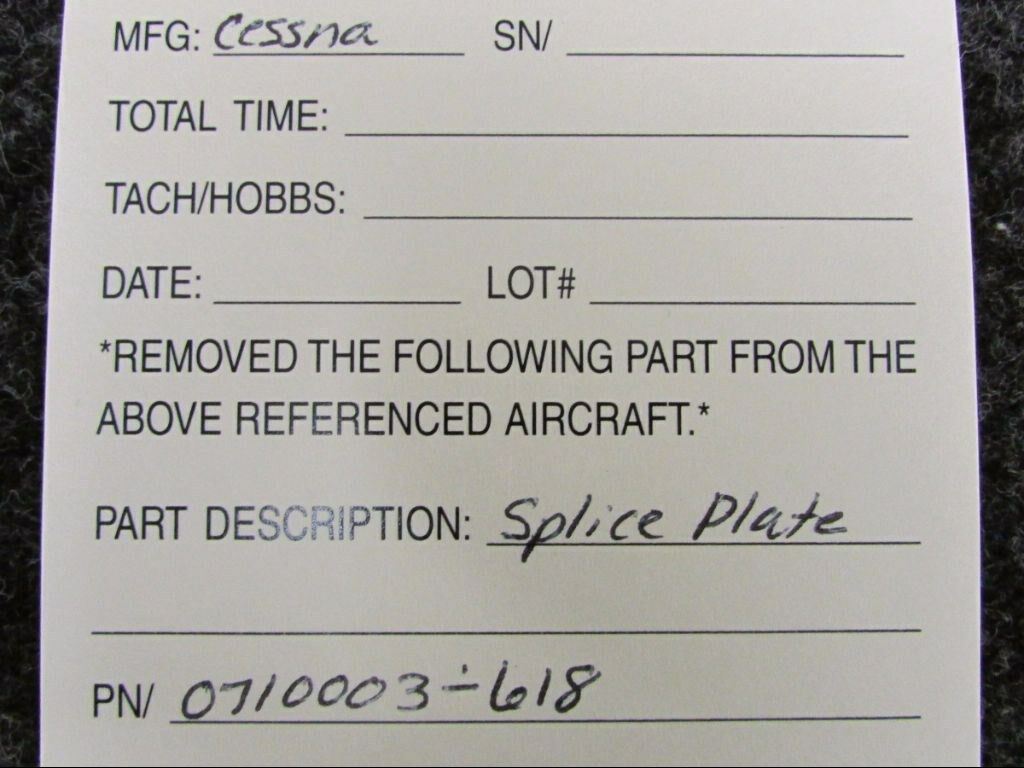 MFG: Cessna SN/
TOTAL TIME:
TACH/HOBBS:
DATE: LOT#
*REMOVED THE FOLLOWING PART FROM THE
ABOVE REFERENCED AIRCRAFT.*
PART DESCRIPTION: Splice Plate
PN/ 0710003-618